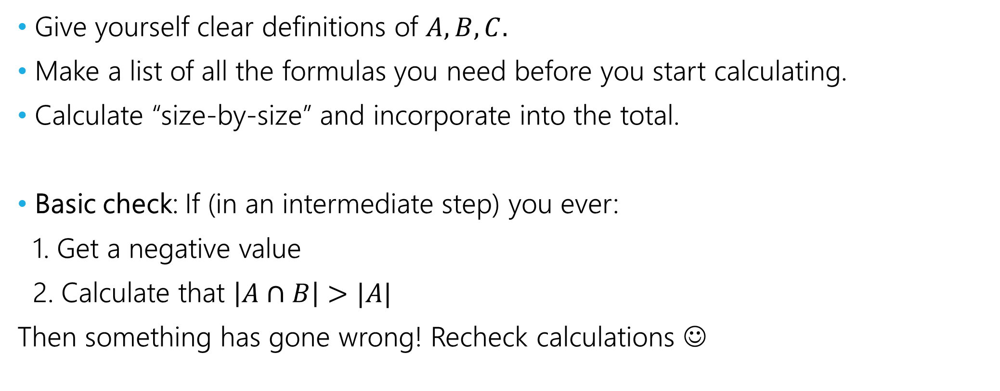 • Give yourself clear definitions of A, B, C.
• Make a list of all the formulas you need before you start calculating.
• Calculate “size-by-size” and incorporate into the total.
• Basic check: If (in an intermediate step) you ever:
1. Get a negative value
2. Calculate that |A ∩ B| > |A|
Then something has gone wrong! Recheck calculations ☺